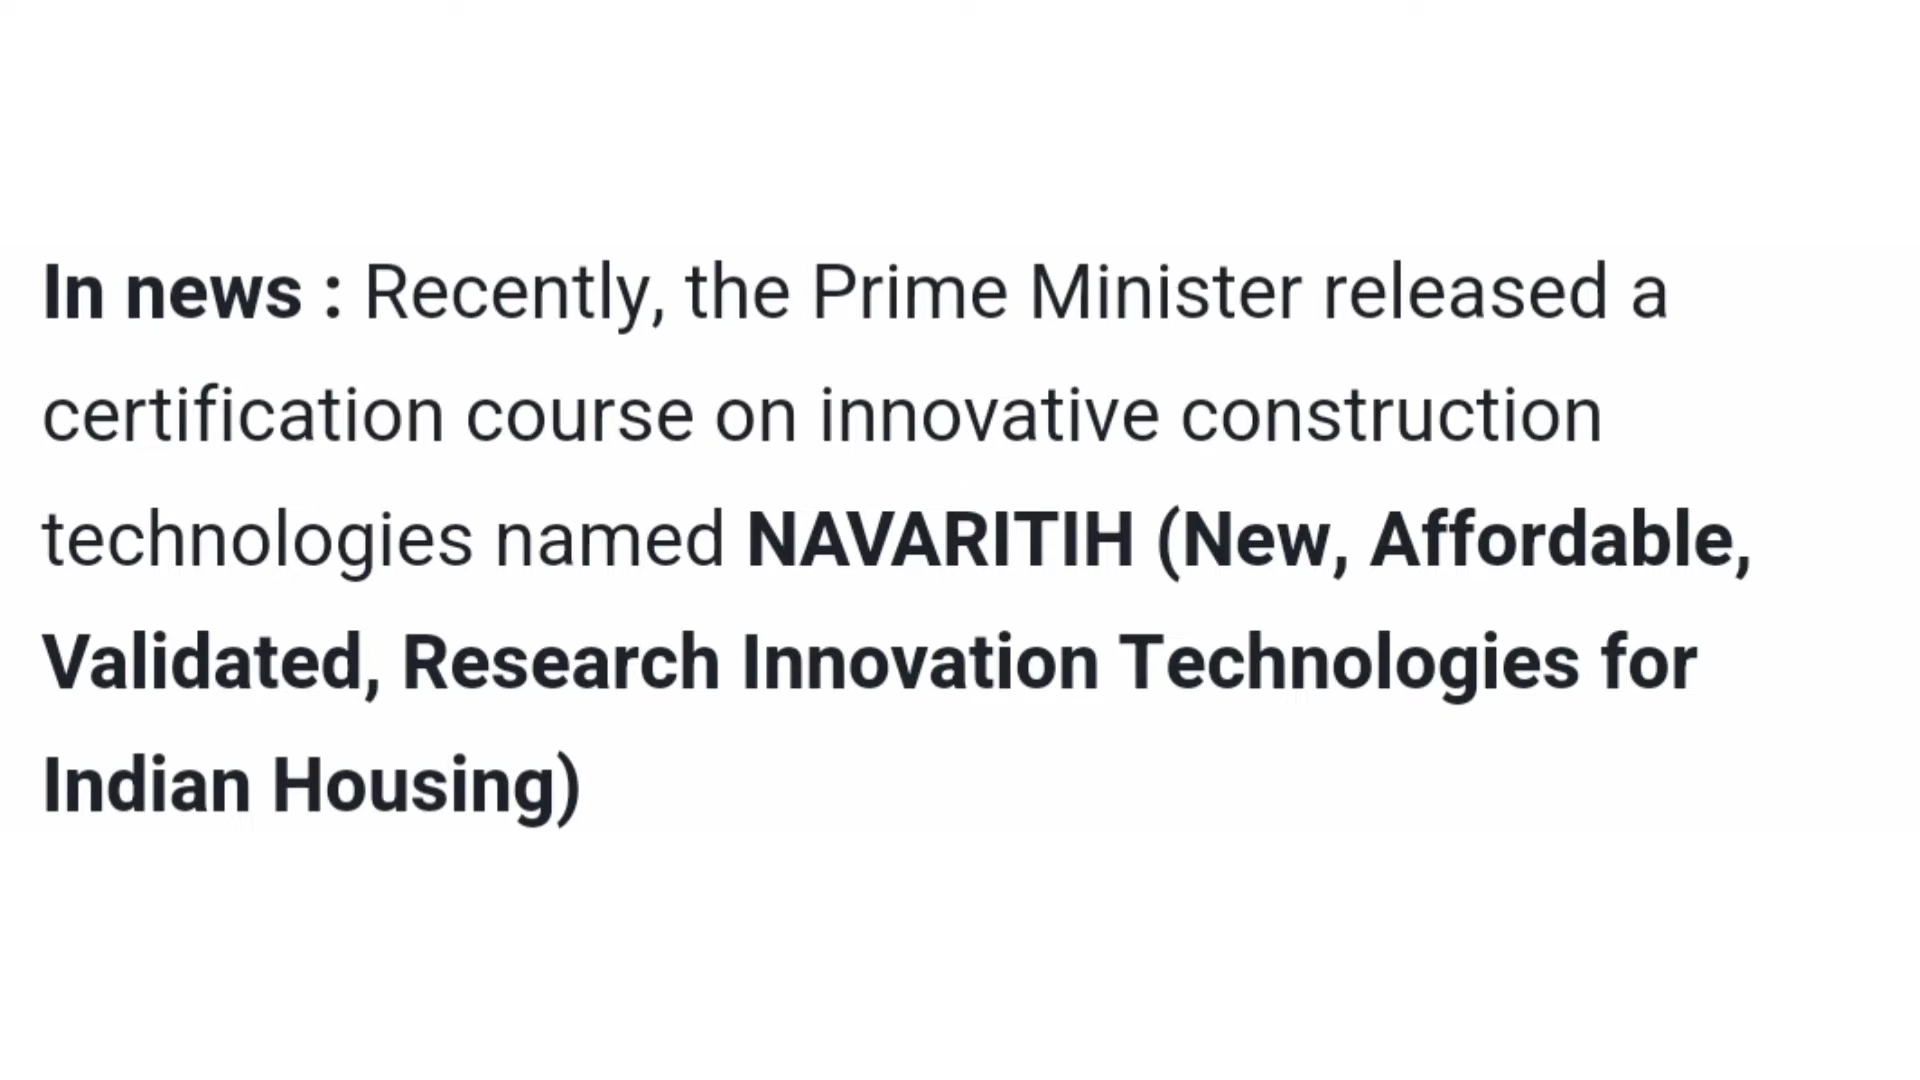 In news : Recently, the Prime Minister released a
certification course on innovative construction
technologies named NAVARITIH (New, Affordable,
Validated, Research Innovation Technologies for
Indian Housing)